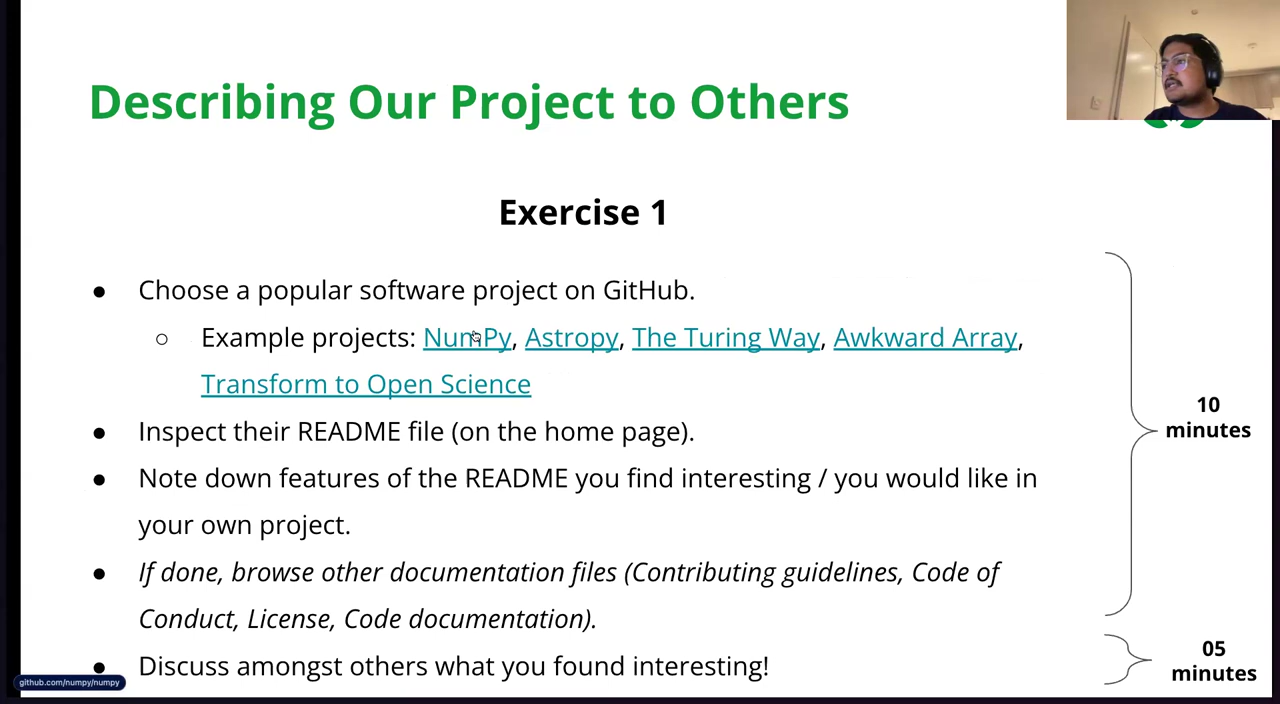 Describing Our Project to Others
Exercise 1
● Choose a popular software project on GitHub.
○ Example projects: NumPy, Astropy, The Turing Way, Awkward Array,
Transform to Open Science
● Inspect their README file (on the home page).
● Note down features of the README you find interesting / you would like in
your own project.
● If done, browse other documentation files (Contributing guidelines, Code of
Conduct, License, Code documentation).
● Discuss amongst others what you found interesting!
10
minutes
05
minutes
github.com/numpy/numpy